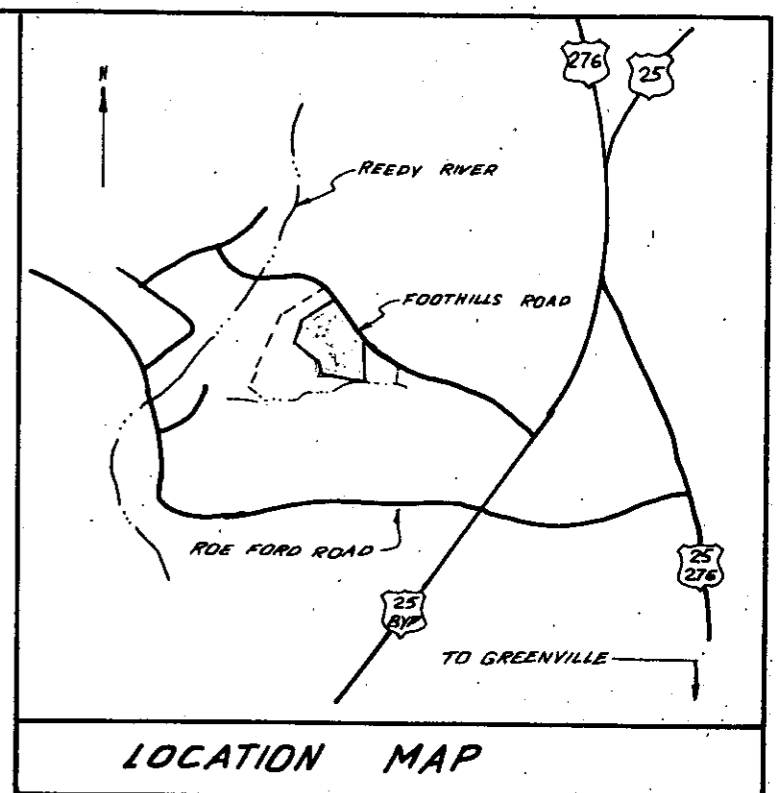 276
25
N
REEDY RIVER
FOOTHILLS ROAD
ROE FORD ROAD
25
BYP
25
276
TO GREENVILLE
LOCATION MAP